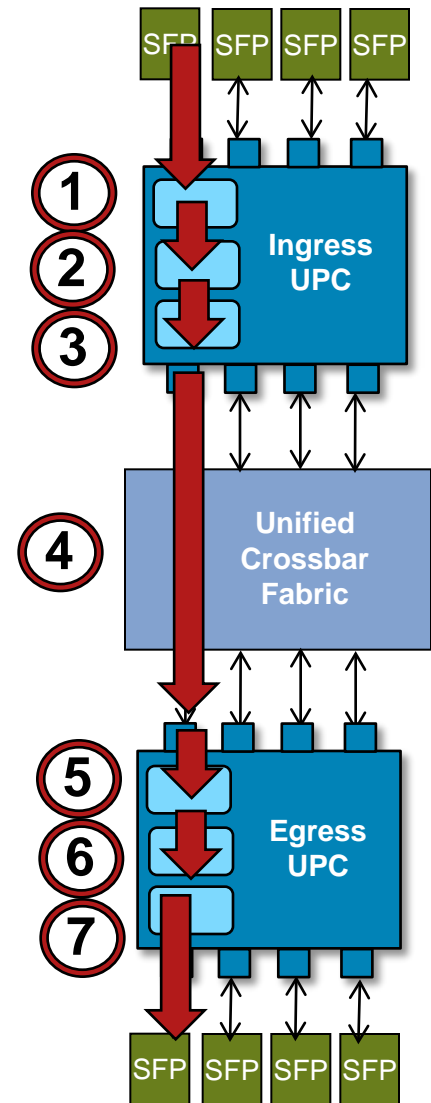 SFP SFP SFP SFP
1
Ingress
UPC
2
3
Unified
Crossbar
Fabric
4
5
Egress
UPC
6
7
SFP SFP SFP SFP